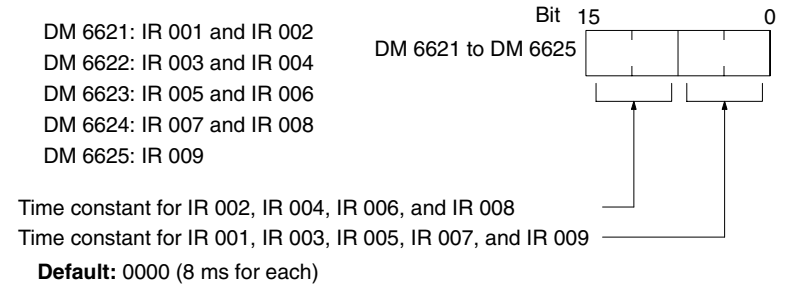 Bit 15 0
DM 6621 to DM 6625
DM 6621: IR 001 and IR 002
DM 6622: IR 003 and IR 004
DM 6623: IR 005 and IR 006
DM 6624: IR 007 and IR 008
DM 6625: IR 009
Time constant for IR 002, IR 004, IR 006, and IR 008
Time constant for IR 001, IR 003, IR 005, IR 007, and IR 009
Default: 0000 (8 ms for each)